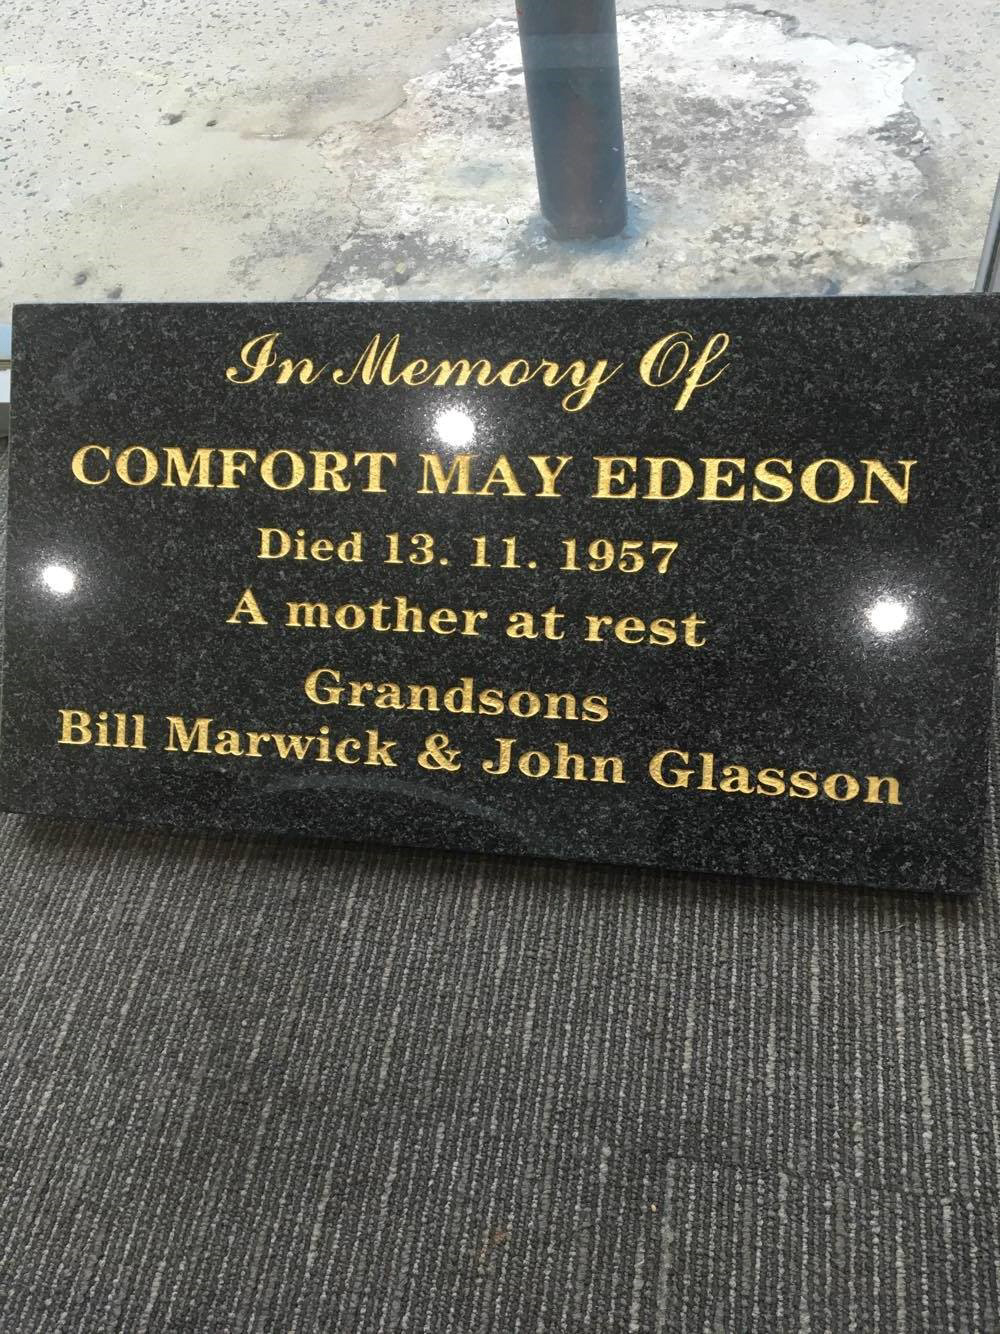 In Memory Of
COMFORT MAY EDESON
Died 13. 11. 1957
A mother at rest
Grandsons
Bill Marwick & John Glasson